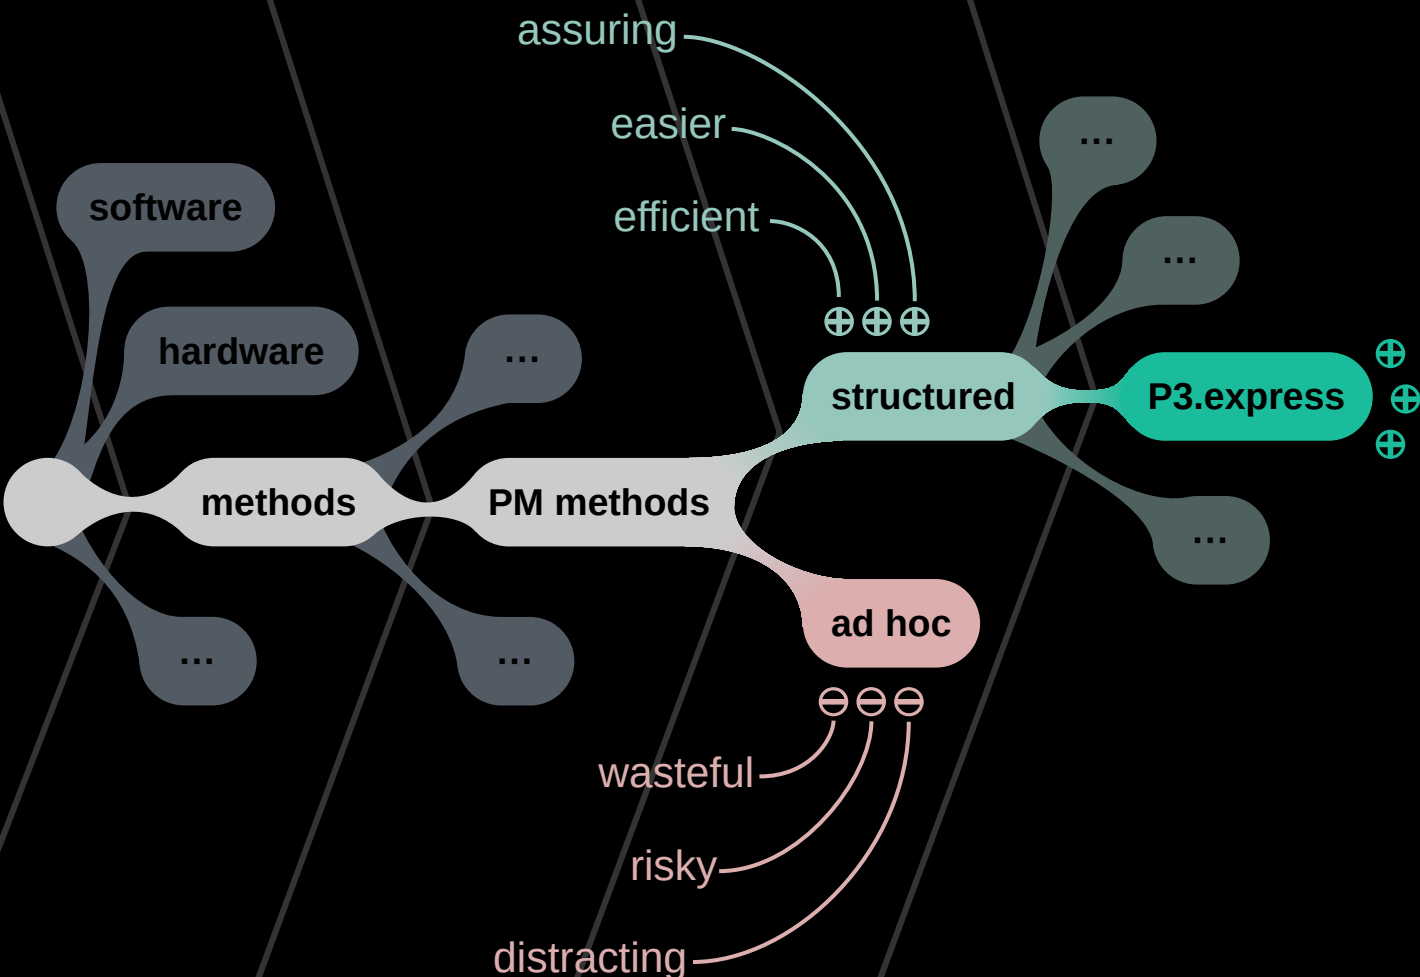 assuring
easier
efficient
...
software
...
hardware
...
structured
P3.express
methods
PM methods
...
ad hoc
...
...
wasteful
risky
distracting